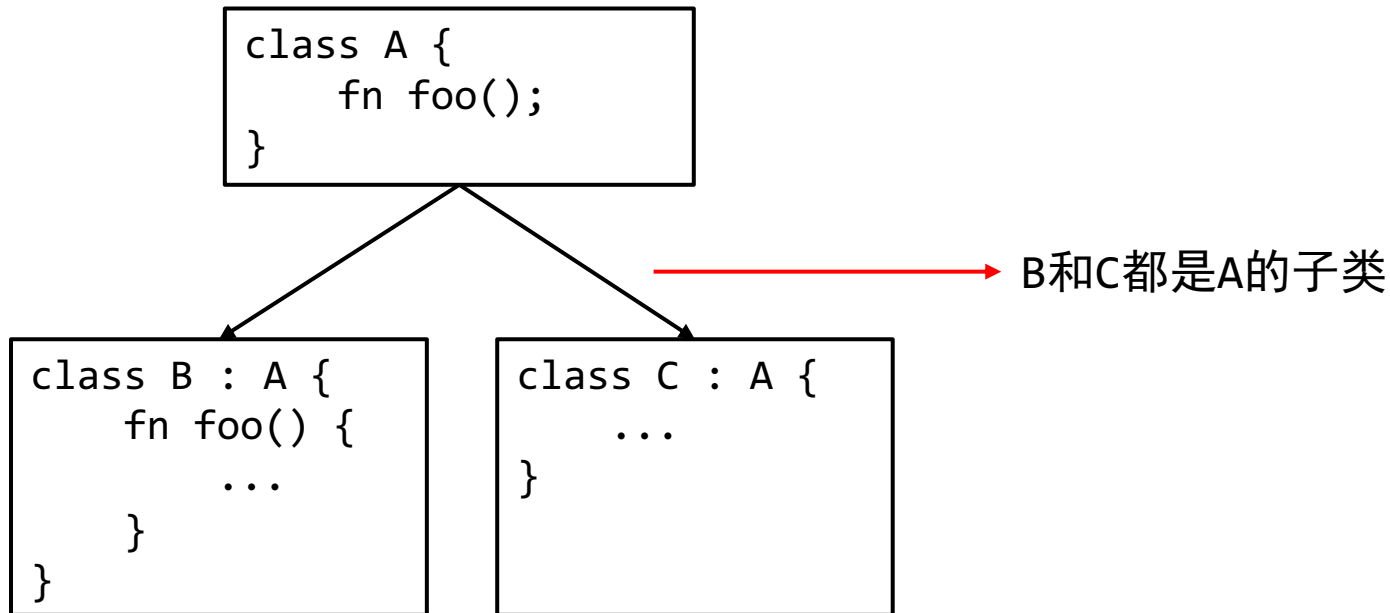 class A {
    fn foo();
}
B和C都是A的子类
class B : A {
    fn foo() {
        ...
    }
}
class C : A {
    ...
}